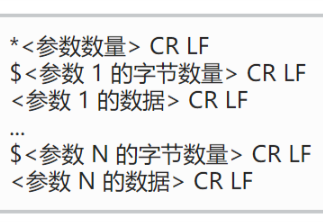 *<参数数量> CR LF
$<参数 1 的字节数量> CR LF
<参数 1 的数据> CR LF
...
$<参数 N 的字节数量> CR LF
<参数 N 的数据> CR LF